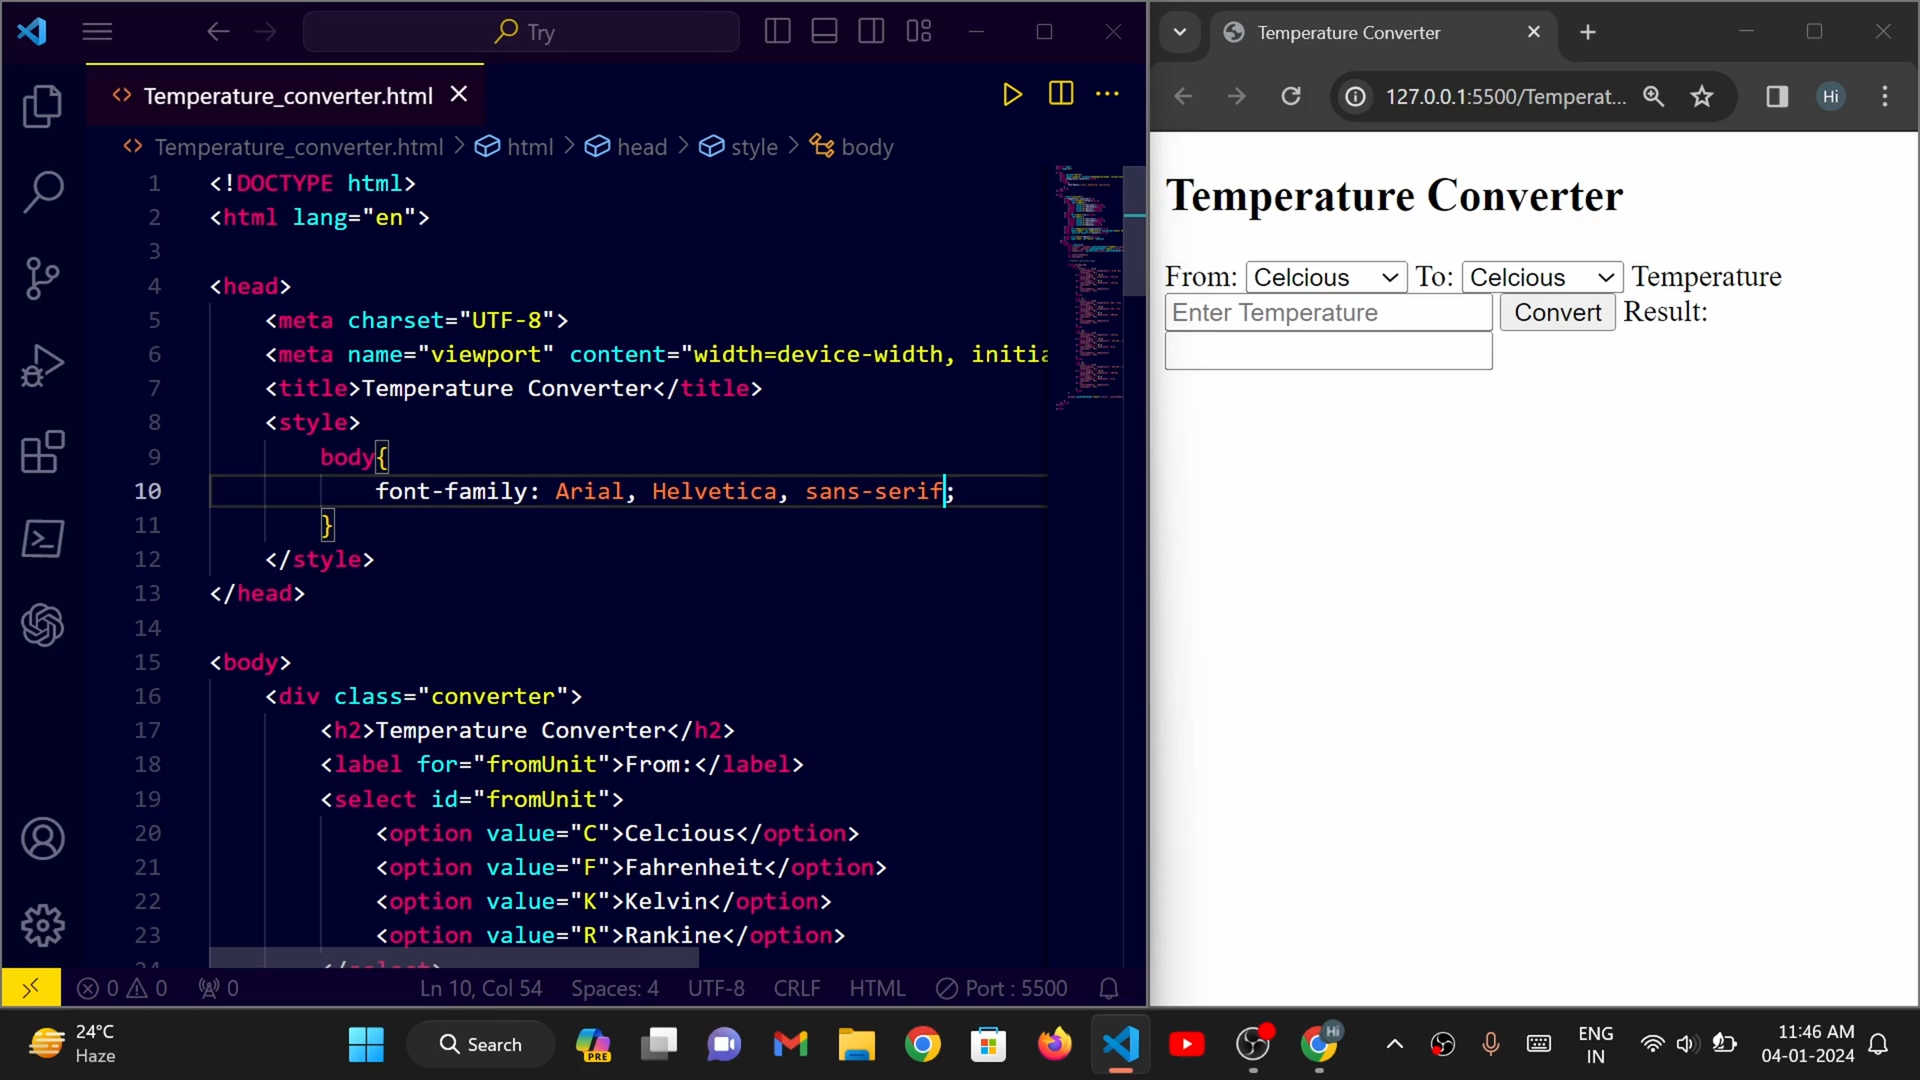 Try
Temperature_converter.html
Temperature_converter.html > html > head > style > body
1 <!DOCTYPE html>
2 <html lang="en">
3
4 <head>
5 <meta charset="UTF-8">
6 <meta name="viewport" content="width=device-width, initia
7 <title>Temperature Converter</title>
8 <style>
9 body{
10 font-family: Arial, Helvetica, sans-serif;
11 }
12 </style>
13 </head>
14
15 <body>
16 <div class="converter">
17 <h2>Temperature Converter</h2>
18 <label for="fromUnit">From:</label>
19 <select id="fromUnit">
20 <option value="C">Celcious</option>
21 <option value="F">Fahrenheit</option>
22 <option value="K">Kelvin</option>
23 <option value="R">Rankine</option>
24 </select>
0 0 0 Ln 10, Col 54 Spaces: 4 UTF-8 CRLF HTML Port : 5500
Temperature Converter
127.0.0.1:5500/Temperat...
Hi
Temperature Converter
From: Celcious To: Celcious Temperature
Enter Temperature Convert Result:
24°C
Haze
Search
PRE
Hi
ENG
IN
11:46 AM
04-01-2024